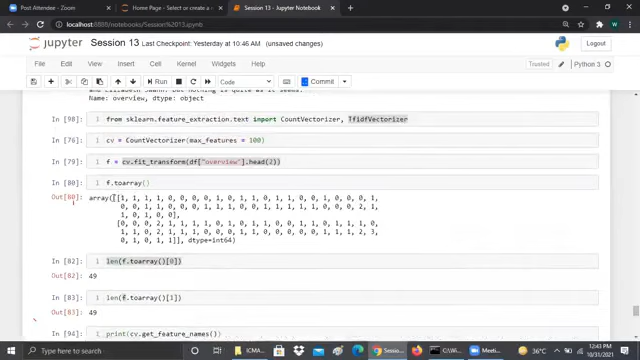 Post Attendee
Home Page - Select or create a n
Session 13 - Jupyter Notebook
localhost:8888/notebooks/Session%2013.ipynb
jupyter Session 13 Last Checkpoint: Yesterday at 10:46 AM (unsaved changes)
Logout
File Edit View Insert Cell Kernel Widgets Help
Trusted Python 3
Run Code Commit
Name: overview, dtype: object
In [98]: from sklearn.feature_extraction.text import CountVectorizer, TfidfVectorizer
In [76]: cv = CountVectorizer(max_features = 100)
In [79]: f = cv.fit_transform(df["overview"].head(2))
In [80]: f.toarray()
Out[80]: array([[1, 1, 1, 1, 0, 0, 0, 0, 1, 0, 1, 1, 0, 1, 0, 1, 1, 0, 0, 1, 0, 0, 0, 1,
0, 0, 1, 1, 0, 0, 0, 1, 1, 1, 0, 0, 1, 1, 0, 1, 1, 0, 0, 1, 1, 1, 2, 1,
1, 0, 1, 0, 0],
[0, 0, 0, 2, 1, 1, 1, 1, 0, 1, 0, 0, 1, 0, 1, 0, 0, 1, 1, 0, 1, 1, 1, 0,
1, 1, 0, 2, 1, 1, 1, 0, 0, 0, 1, 1, 0, 0, 1, 0, 0, 1, 1, 0, 1, 1, 2, 3,
0, 1, 0, 1, 1]], dtype=int64)
In [82]: len(f.toarray()[0])
Out[82]: 49
In [83]: len(f.toarray()[1])
Out[83]: 49
In [94]: print(cv.get_feature_names())
Type here to search
ICMA...
Sessi...
C:\Wi...
Meeti...
36°C
12:43 PM
10/31/2021